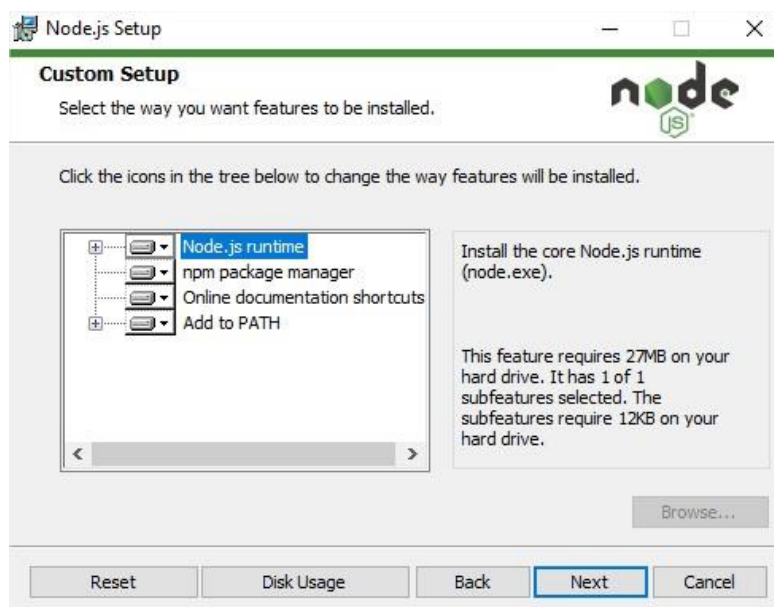 Node.js Setup
Custom Setup
Select the way you want features to be installed.
node
JS
Click the icons in the tree below to change the way features will be installed.
Node.js runtime
npm package manager
Online documentation shortcuts
Add to PATH
Install the core Node.js runtime
(node.exe).
This feature requires 27MB on your
hard drive. It has 1 of 1
subfeatures selected. The
subfeatures require 12KB on your
hard drive.
Browse...
Reset
Disk Usage
Back
Next
Cancel